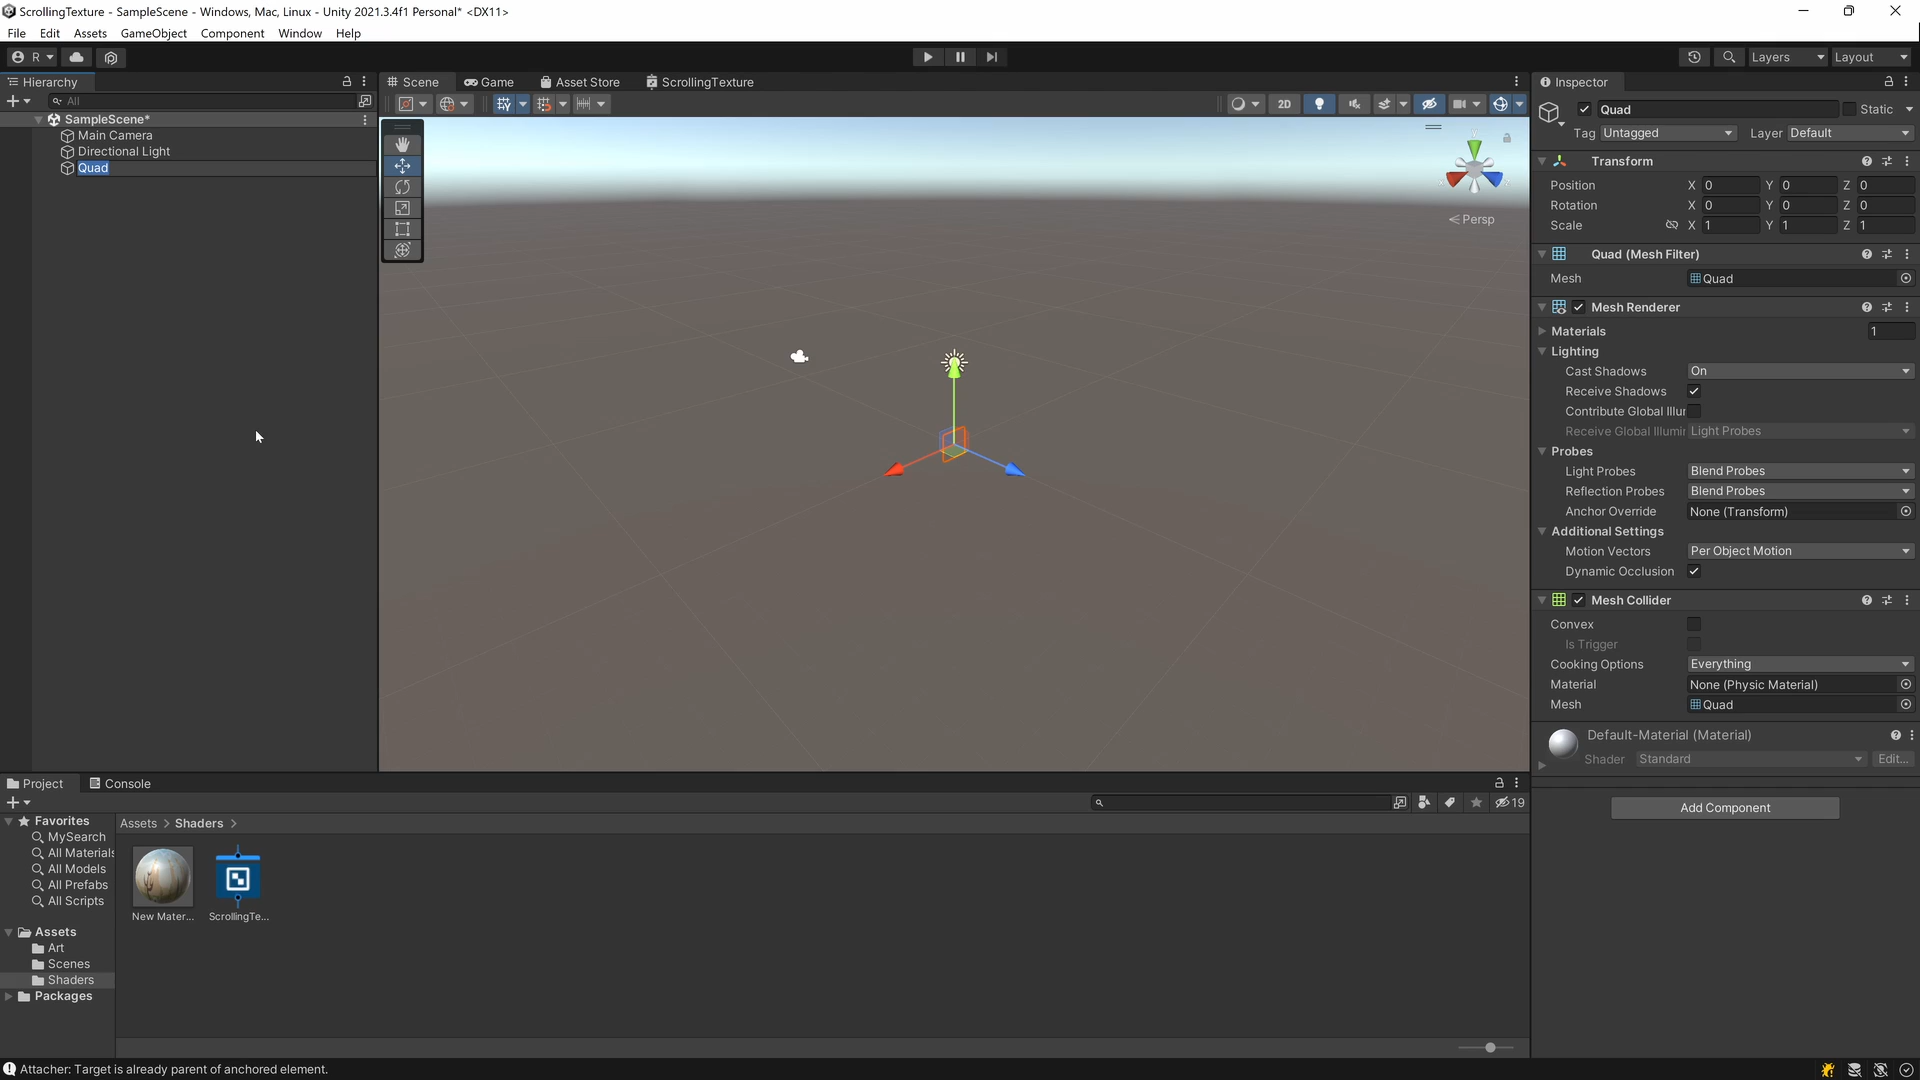 ScrollingTexture - SampleScene - Windows, Mac, Linux - Unity 2021.3.4f1 Personal* <DX11>
File Edit Assets GameObject Component Window Help
R Layers Layout
Hierarchy
All
SampleScene*
Main Camera
Directional Light
Quad
Scene Game Asset Store ScrollingTexture
2D
Y
Persp
Inspector
Quad Static
Tag Untagged Layer Default
Transform
Position X 0 Y 0 Z 0
Rotation X 0 Y 0 Z 0
Scale X 1 Y 1 Z 1
Quad (Mesh Filter)
Mesh Quad
Mesh Renderer
Materials 1
Lighting
Cast Shadows On
Receive Shadows
Contribute Global Illur
Receive Global Illumir Light Probes
Probes
Light Probes Blend Probes
Reflection Probes Blend Probes
Anchor Override None (Transform)
Additional Settings
Motion Vectors Per Object Motion
Dynamic Occlusion
Mesh Collider
Convex
Is Trigger
Cooking Options Everything
Material None (Physic Material)
Mesh Quad
Default-Material (Material)
Shader Standard Edit...
Add Component
Project Console
19
Favorites
MySearch
All Materials
All Models
All Prefabs
All Scripts
Assets
Art
Scenes
Shaders
Packages
Assets > Shaders >
New Mater... ScrollingTe...
Attacher: Target is already parent of anchored element.